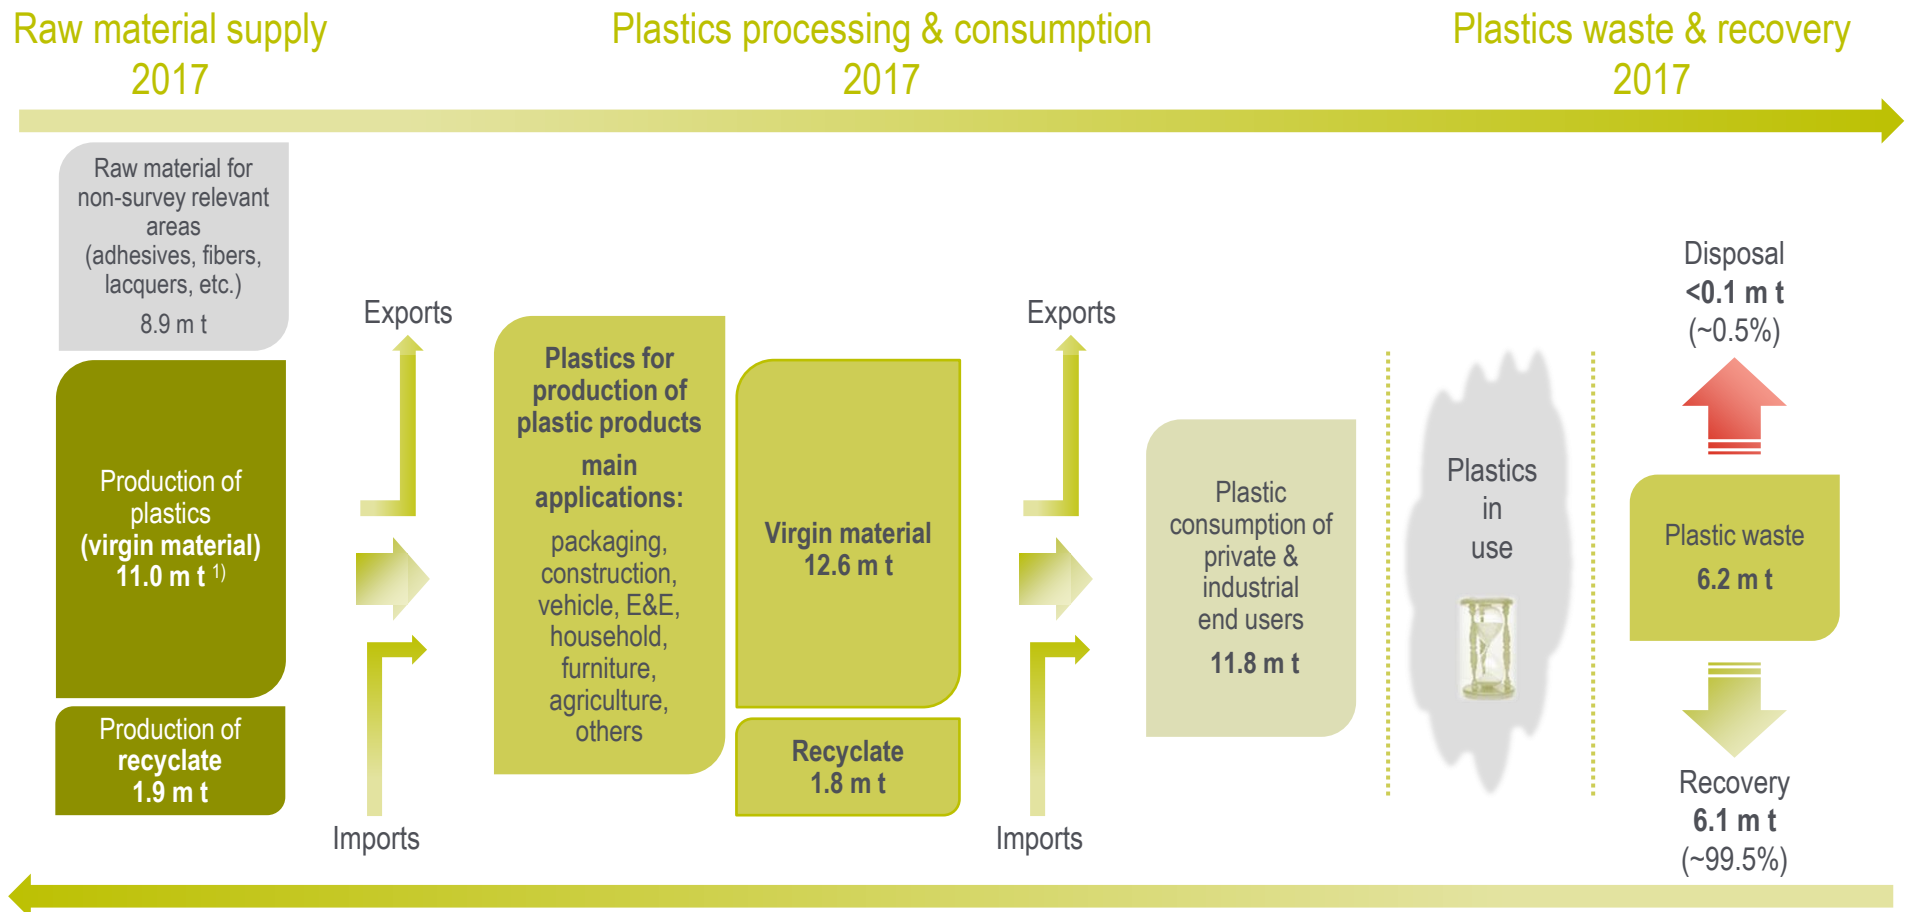 Raw material supply
2017
Plastics processing & consumption
2017
Plastics waste & recovery
2017
Raw material for
non-survey relevant
areas
(adhesives, fibers,
lacquers, etc.)
8.9 m t
Production of
plastics
(virgin material)
11.0 m t 1)
Production of
recyclate
1.9 m t
Exports
Imports
Plastics for
production of
plastic products
main
applications:
packaging,
construction,
vehicle, E&E,
household,
furniture,
agriculture,
others
Virgin material
12.6 m t
Recyclate
1.8 m t
Exports
Imports
Plastic
consumption of
private &
industrial
end users
11.8 m t
Plastics
in
use
Disposal
<0.1 m t
(~0.5%)
Plastic waste
6.2 m t
Recovery
6.1 m t
(~99.5%)